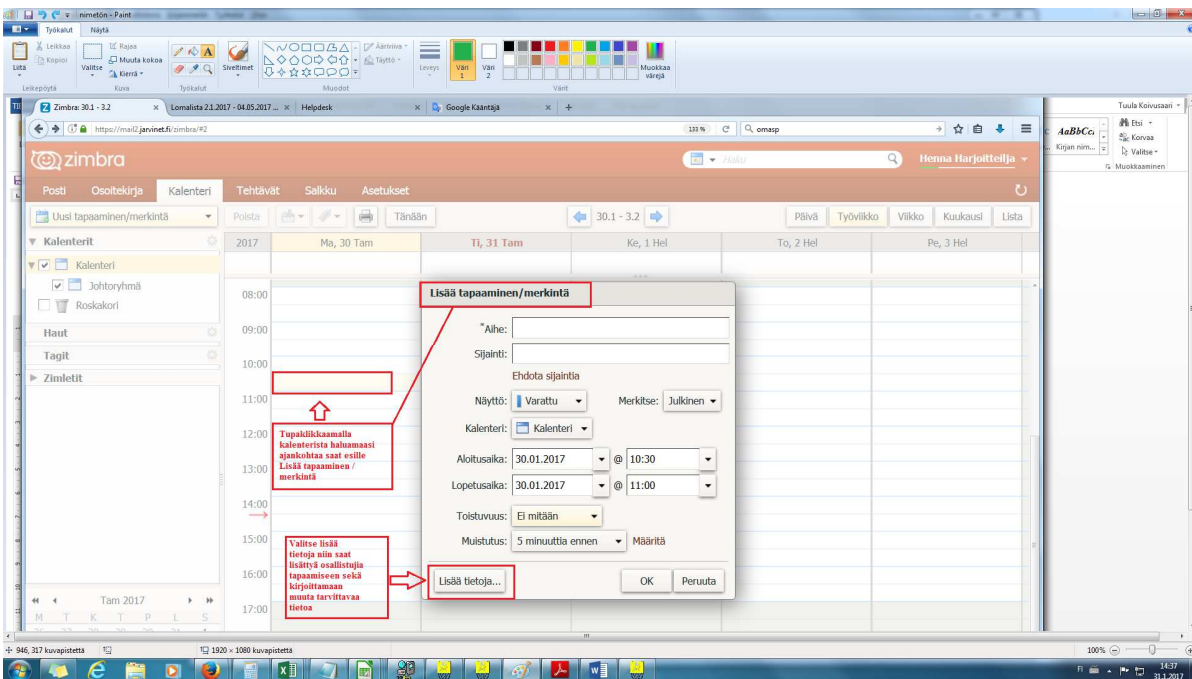 nimetön - Paint
Työkalut Näytä
Liitä
Leikkaa
Kopioi
Leikepöytä
Valitse
Rajaa
Muuta kokoa
Kierrä
Kuva
A
Työkalut
Siveltimet
Ääriviiva
Täyttö
Muodot
Leveys
Väri 1
Väri 2
Muokkaa värejä
Värit
Zimbra: 30.1 - 3.2 × Lomalista 2.1.2017 - 04.05.2017 ... × Helpdesk × Google Kääntäjä × +
Tuula Koivusaari
https://mail2.jarvinet.fi/zimbra/#2 133 % omasp
AaBbCc
Kirjan nim...
Etsi
Korvaa
Valitse
Muokkaaminen
zimbra Haku Henna Harjoitteilja
Posti Osoitekirja Kalenteri Tehtävät Salkku Asetukset
Uusi tapaaminen/merkintä Poista Tänään 30.1 - 3.2 Päivä Työviikko Viikko Kuukausi Lista
Kalenterit 2017 Ma, 30 Tam Ti, 31 Tam Ke, 1 Hel To, 2 Hel Pe, 3 Hel
Kalenteri
Johtoryhmä
Roskakori
Haut
Tagit
Zimletit
08:00
09:00
10:00
11:00
12:00
13:00
14:00
15:00
16:00
17:00
Tupaklikkaamalla
kalenterista haluamaasi
ajankohtaa saat esille
Lisää tapaaminen /
merkintä
Valitse lisää
tietoja niin saat
lisättyä osallistujia
tapaamiseen sekä
kirjoittamaan
muuta tarvittavaa
tietoa
Lisää tapaaminen/merkintä
*Aihe:
Sijainti:
Ehdota sijaintia
Näyttö: Varattu Merkitse: Julkinen
Kalenteri: Kalenteri
Aloitusaika: 30.01.2017 @ 10:30
Lopetusaika: 30.01.2017 @ 11:00
Toistuvuus: Ei mitään
Muistutus: 5 minuuttia ennen Määritä
Lisää tietoja... OK Peruuta
Tam 2017
M T K T P L S
946, 317 kuvapistettä 1920 × 1080 kuvapistettä 100%
FI 14:37
31.1.2017